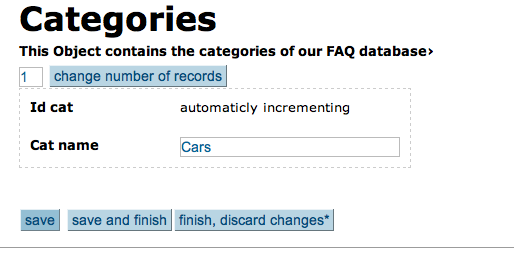 Categories
This Object contains the categories of our FAQ database›
1 change number of records
Id cat automaticly incrementing
Cat name Cars
save save and finish finish, discard changes*